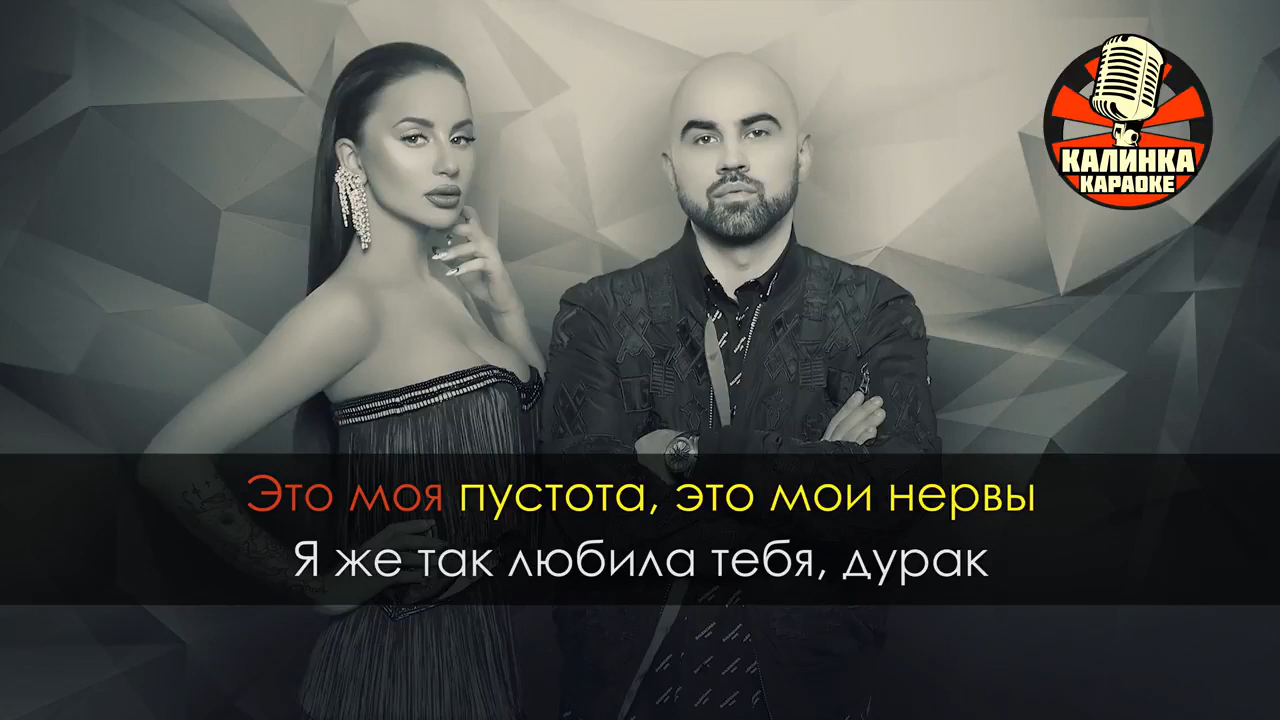 КАЛИНКА
КАРАОКЕ
Это моя пустота, это мои нервы
Я же так любила тебя, дурак